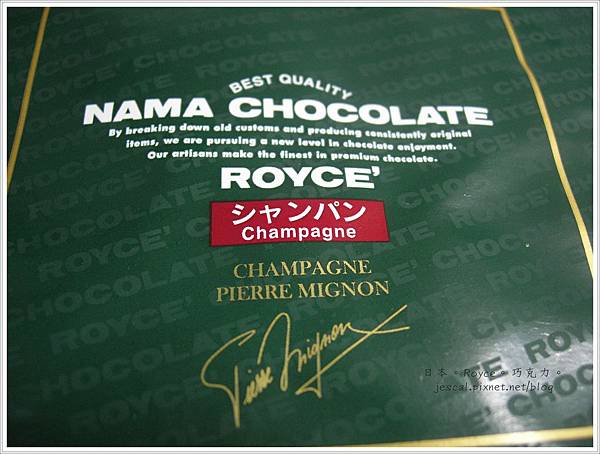 BEST QUALITY
NAMA CHOCOLATE
By breaking down old customs and producing consistently original
items, we are pursuing a new level in chocolate enjoyment.
Our artisans make the finest in premium chocolate.
ROYCE'
シャンパン
Champagne
CHAMPAGNE
PIERRE MIGNON
Pierre Mignon
日本。Royce。巧克力。
jescal.pixnet.net/blog